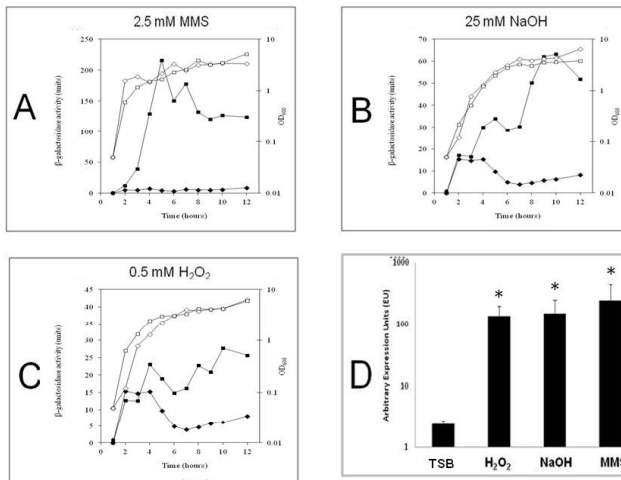 2.5 mM MMS
A
β-galactosidase activity (units)
250
200
150
100
50
0
10
1
0.1
0.01
OD600
0 2 4 6 8 10 12
Time (hours)
25 mM NaOH
B
β-galactosidase activity (units)
70
60
50
40
30
20
10
0
10
1
0.1
0.01
OD600
0 2 4 6 8 10 12
Time (hours)
0.5 mM H2O2
C
β-galactosidase activity (units)
45
40
35
30
25
20
15
10
5
0
10
1
0.1
0.01
OD600
0 2 4 6 8 10 12
Time (hours)
D
Arbitrary Expression Units (EU)
1000
100
10
1
* * *
TSB H2O2 NaOH MMS